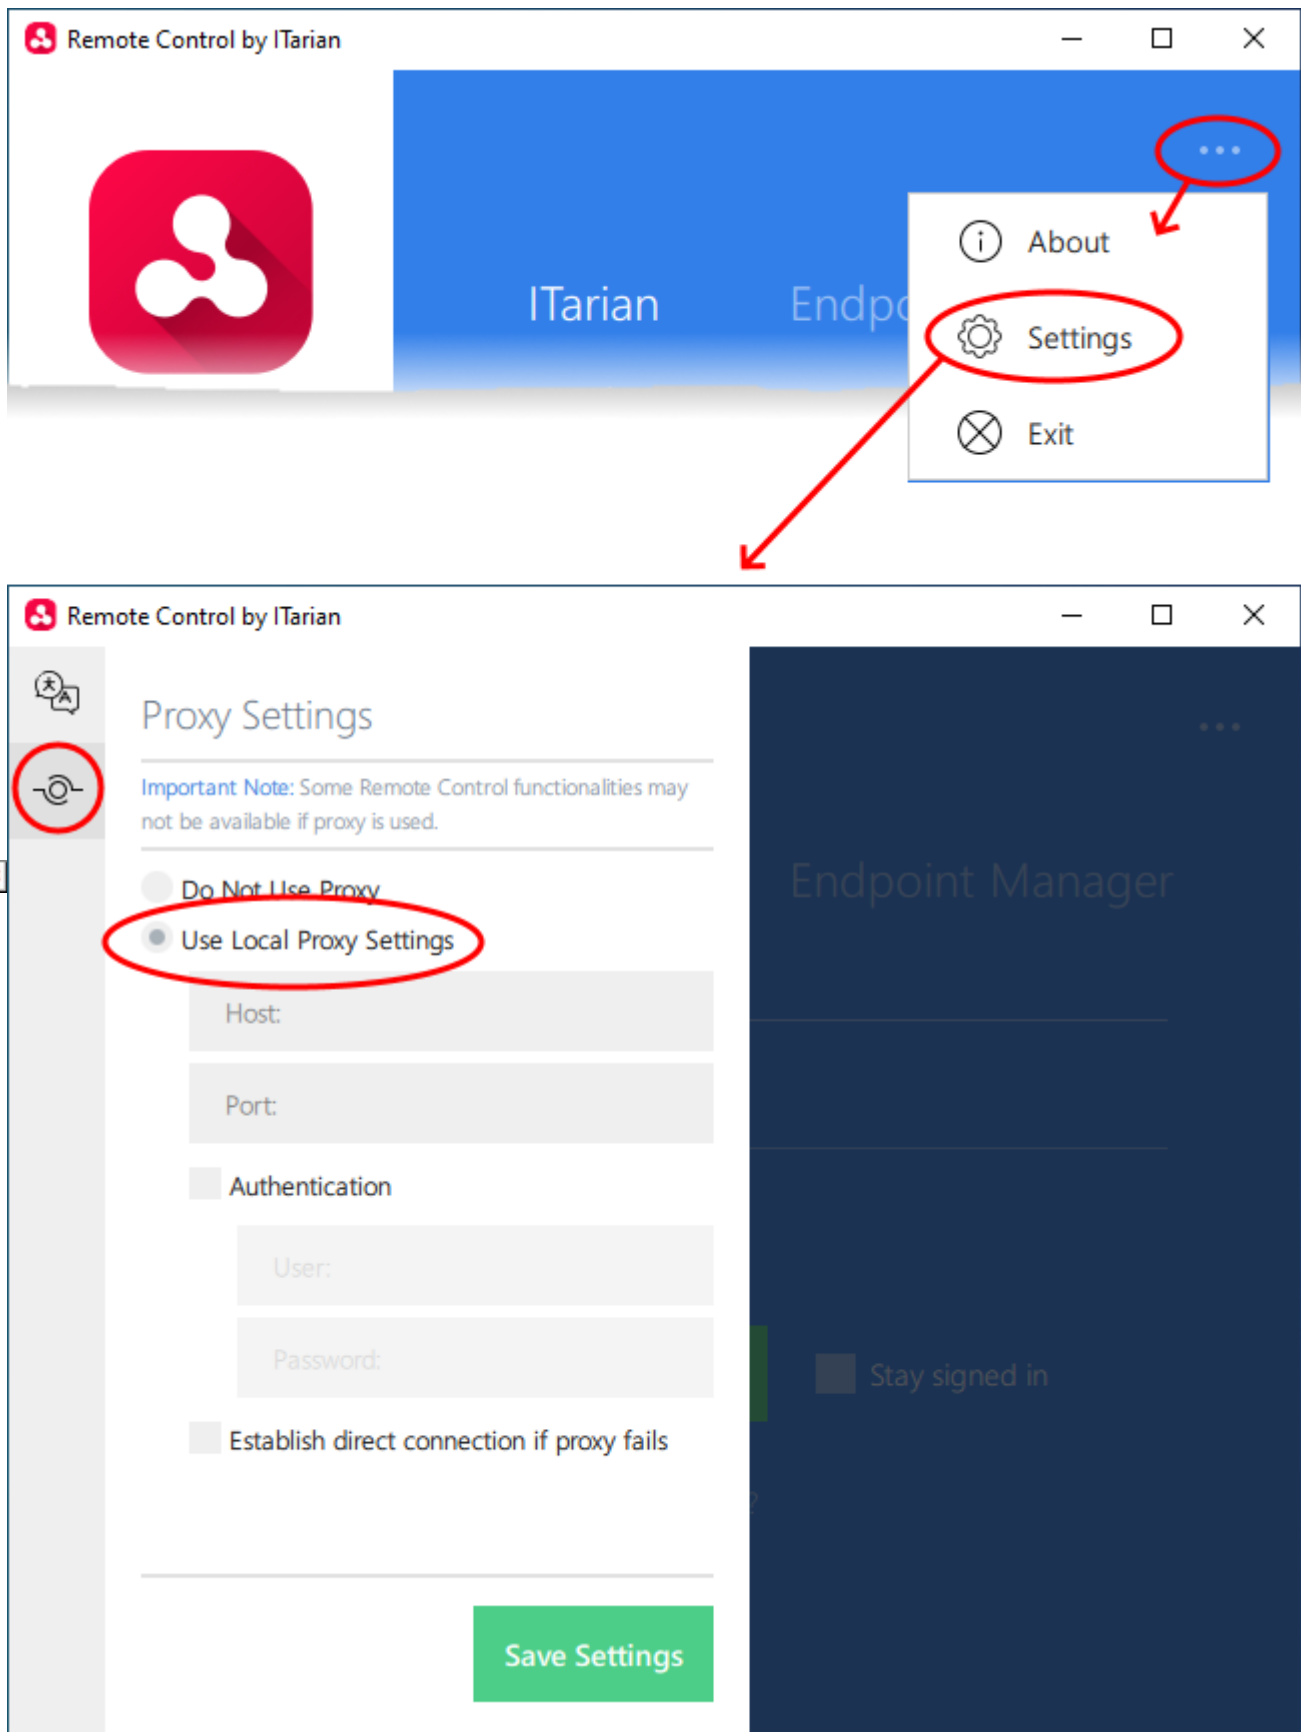 Remote Control by ITarian
About
ITarian
Endpo
Settings
Exit
Remote Control by ITarian
Proxy Settings
Important Note: Some Remote Control functionalities may
not be available if proxy is used.
Do Not Use Proxy
Endpoint Manager
Use Local Proxy Settings
Host:
Port:
Authentication
User:
Password:
Stay signed in
Establish direct connection if proxy fails
?
Save Settings